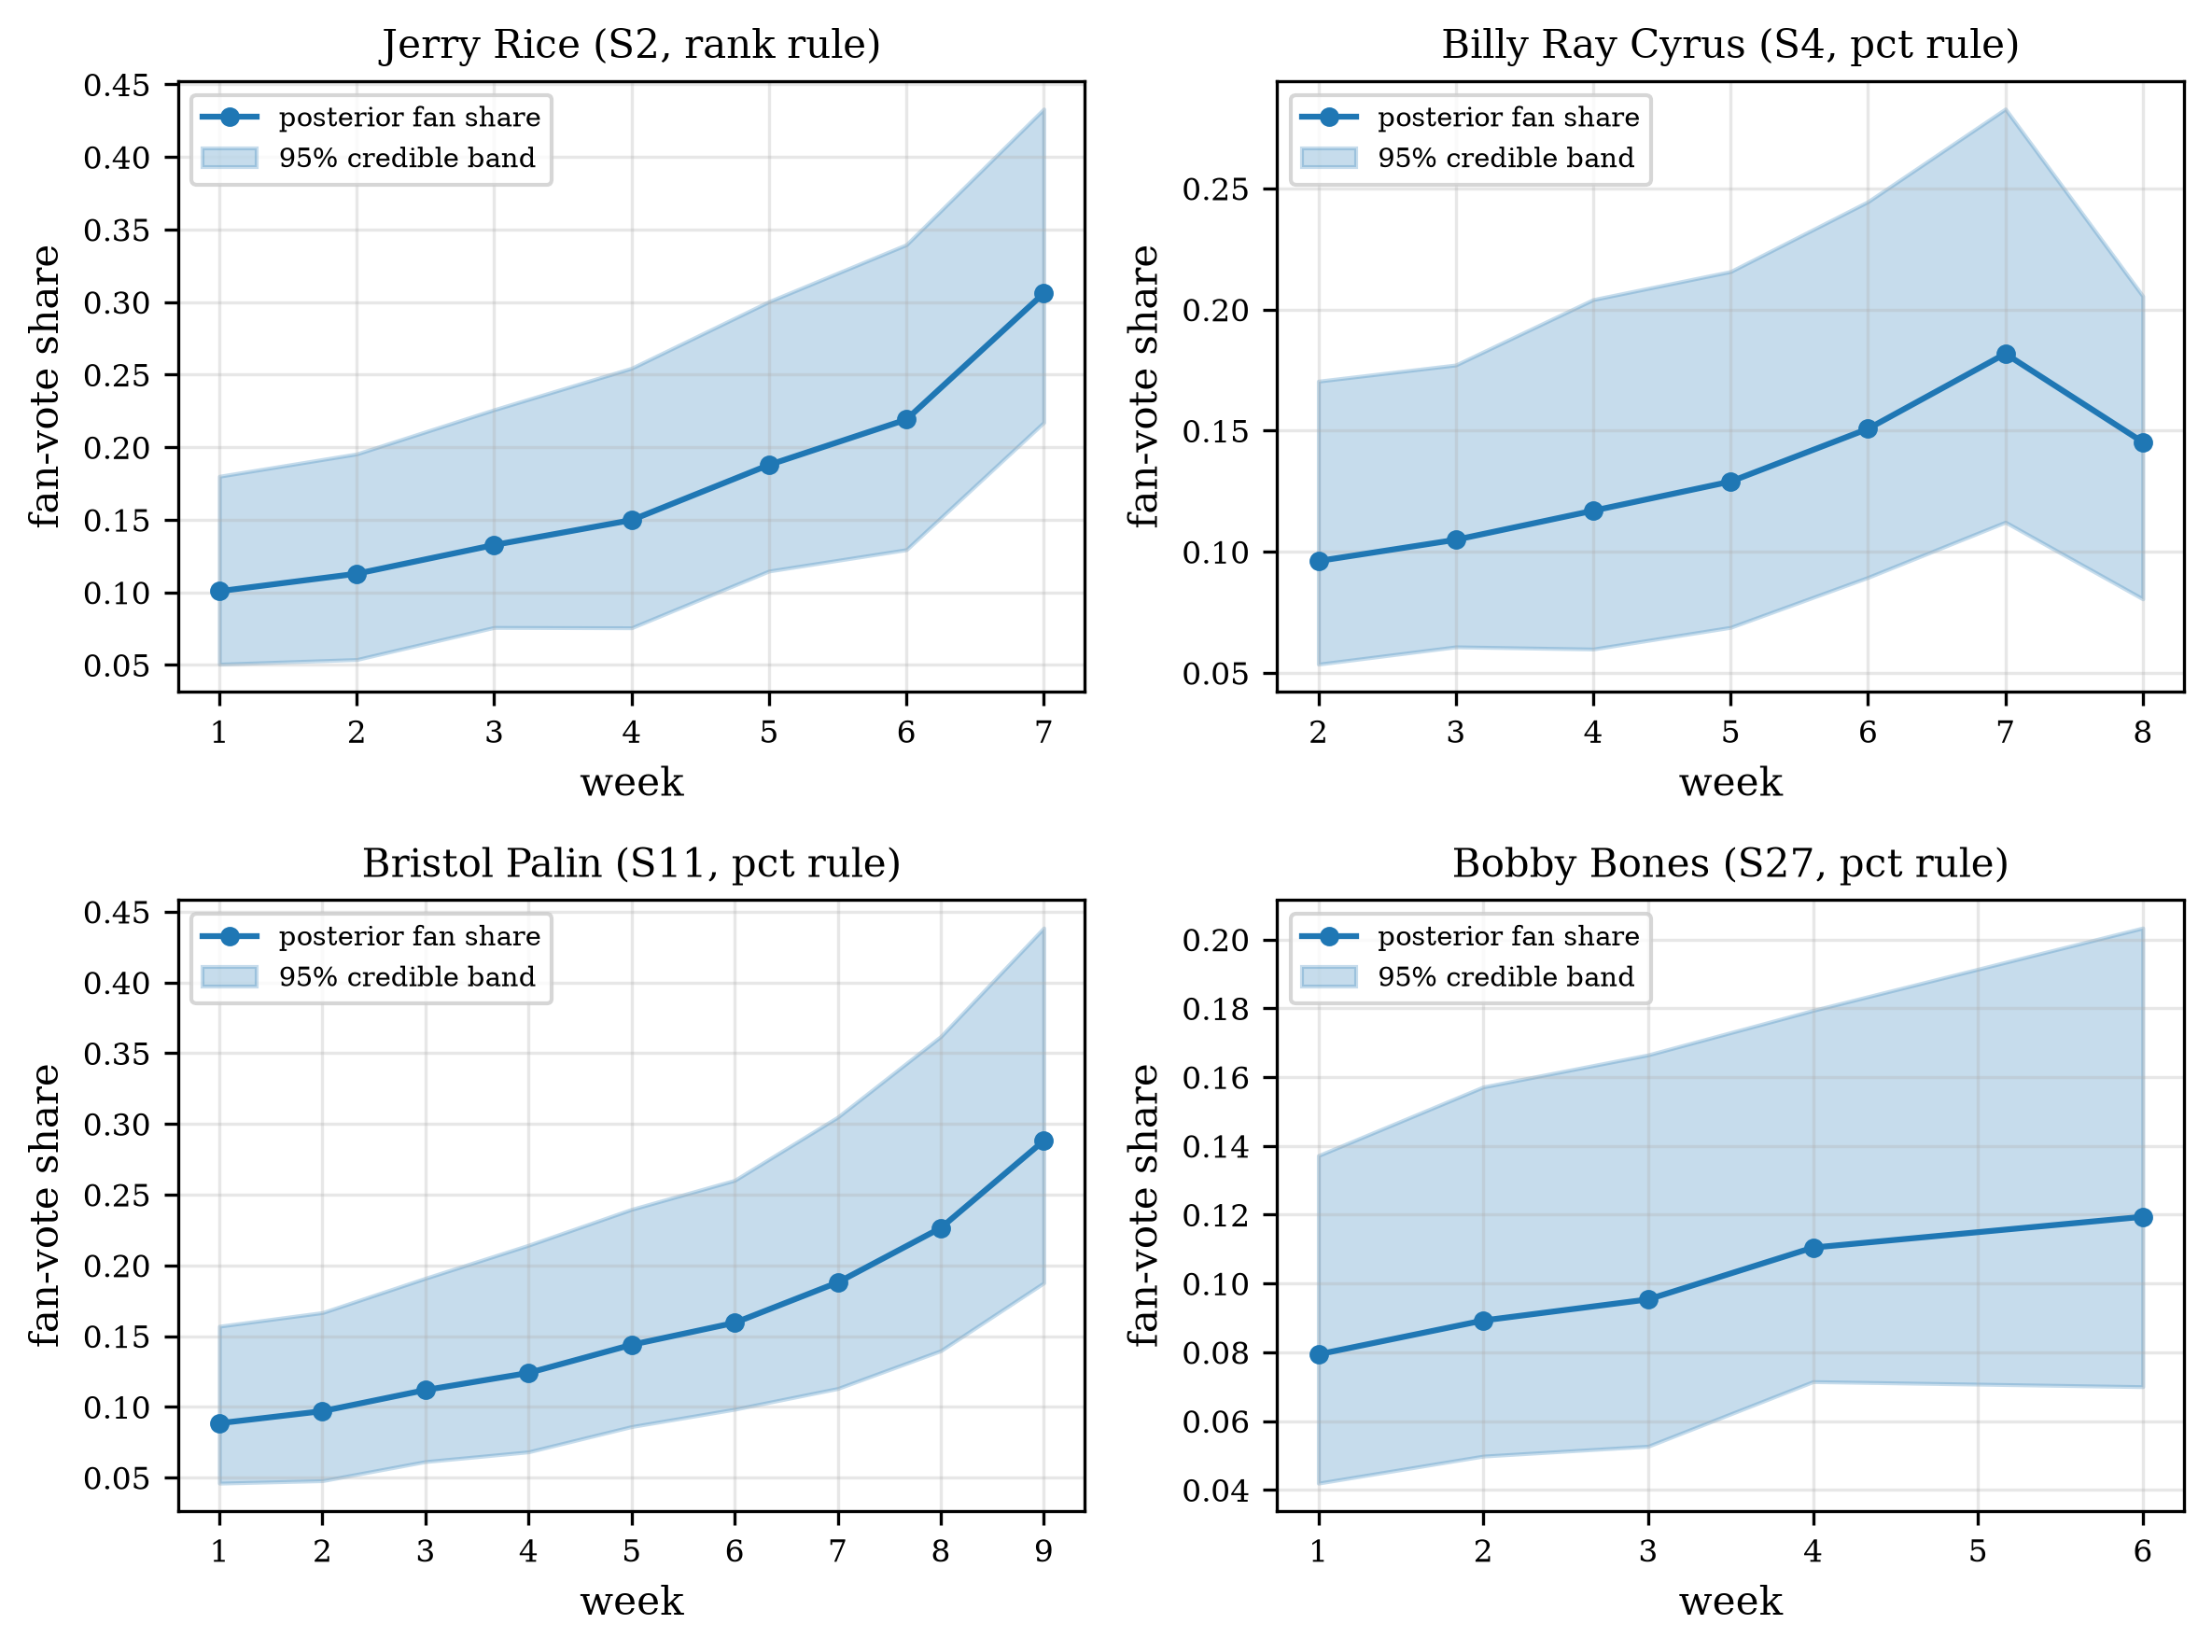 Jerry Rice (S2, rank rule)
posterior fan share
95% credible band
fan-vote share
0.45
0.40
0.35
0.30
0.25
0.20
0.15
0.10
0.05
1 2 3 4 5 6 7
week
Billy Ray Cyrus (S4, pct rule)
posterior fan share
95% credible band
fan-vote share
0.25
0.20
0.15
0.10
0.05
2 3 4 5 6 7 8
week
Bristol Palin (S11, pct rule)
posterior fan share
95% credible band
fan-vote share
0.45
0.40
0.35
0.30
0.25
0.20
0.15
0.10
0.05
1 2 3 4 5 6 7 8 9
week
Bobby Bones (S27, pct rule)
posterior fan share
95% credible band
fan-vote share
0.20
0.18
0.16
0.14
0.12
0.10
0.08
0.06
0.04
1 2 3 4 5 6
week